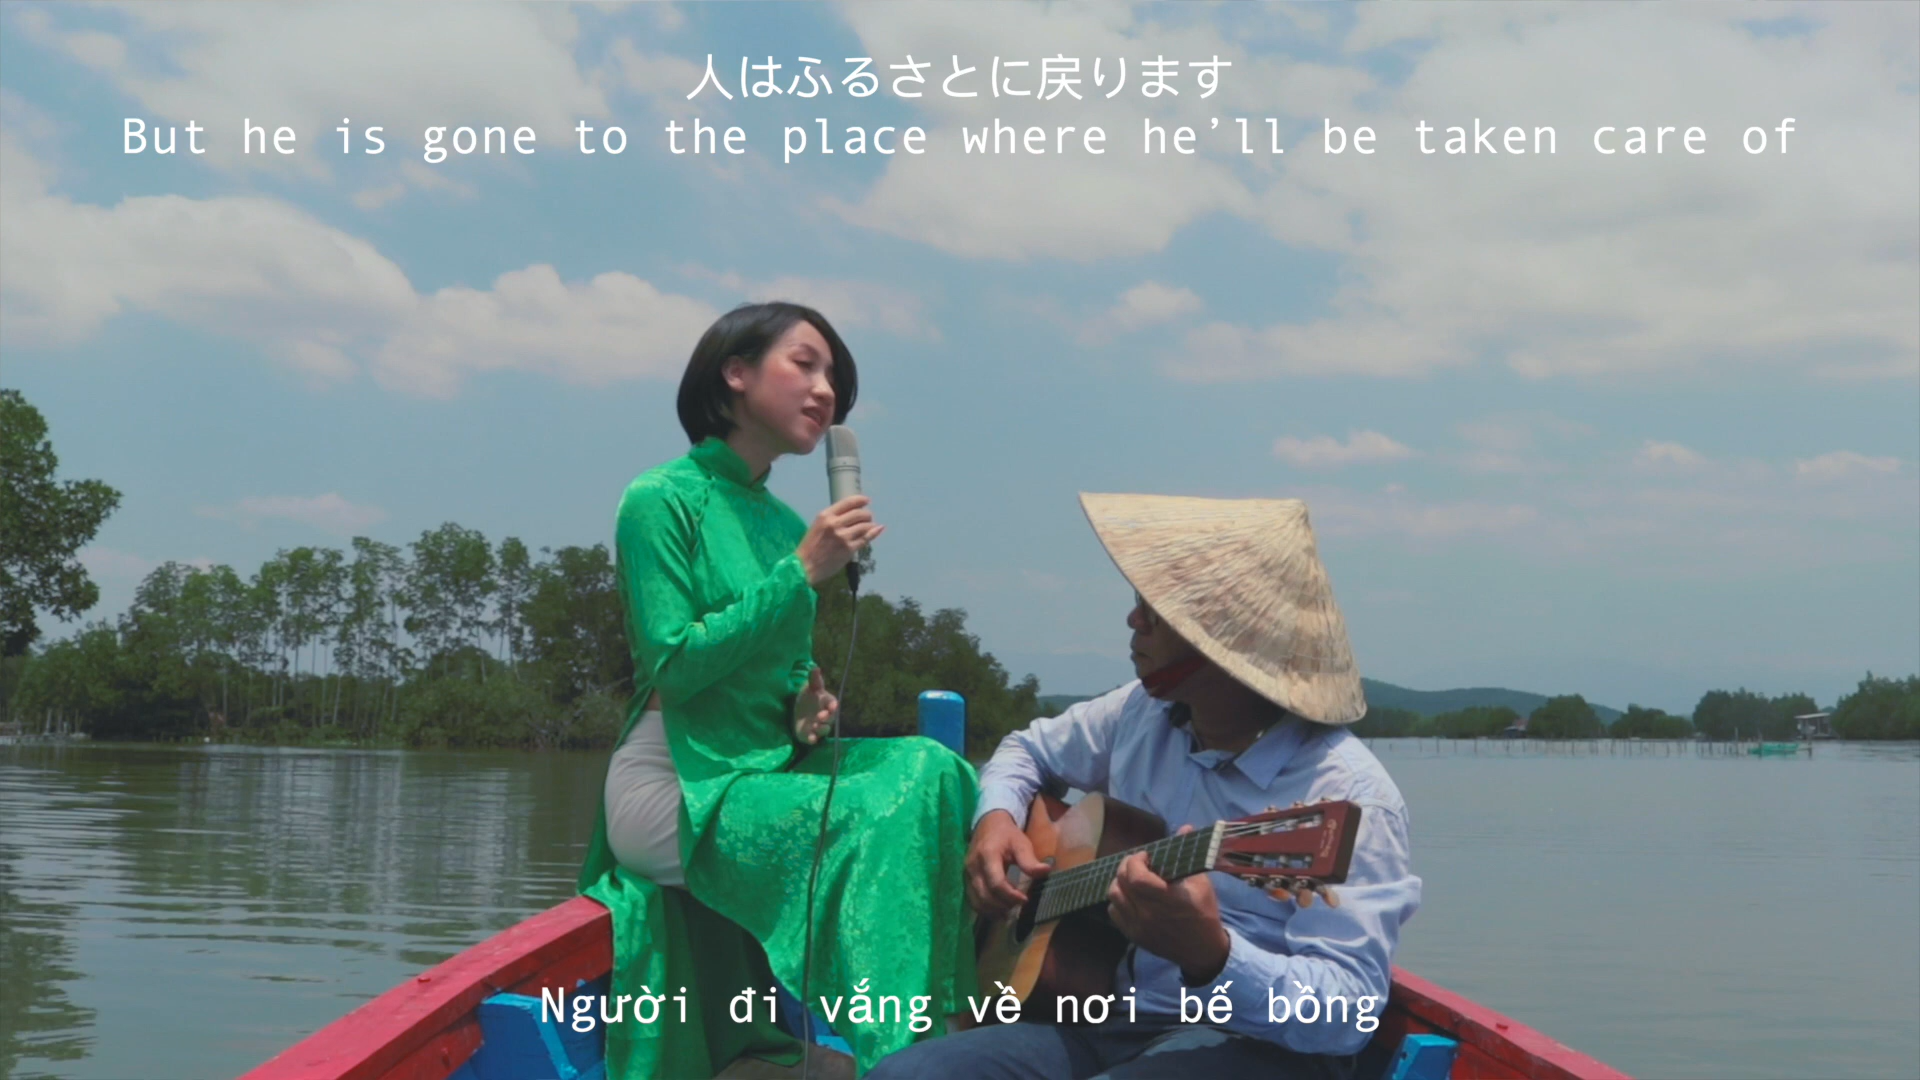 人はふるさとに戻ります
But he is gone to the place where he’ll be taken care of
Người đi vắng về nơi bế bồng